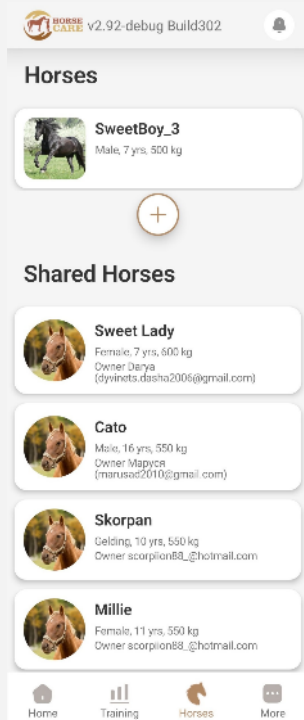 HORSE
CARE
v2.92-debug Build302
Horses
SweetBoy_3
Male, 7 yrs, 500 kg
Shared Horses
Sweet Lady
Female, 7 yrs, 600 kg
Owner Darya
(dyvinets.dasha2006@gmail.com)
Cato
Male, 16 yrs, 550 kg
Owner Маруся
(marusad2010@gmail.com)
Skorpan
Gelding, 10 yrs, 550 kg
Owner scorpiion88_@hotmail.com
Millie
Female, 11 yrs, 550 kg
Owner scorpiion88_@hotmail.com
Home
Training
Horses
More